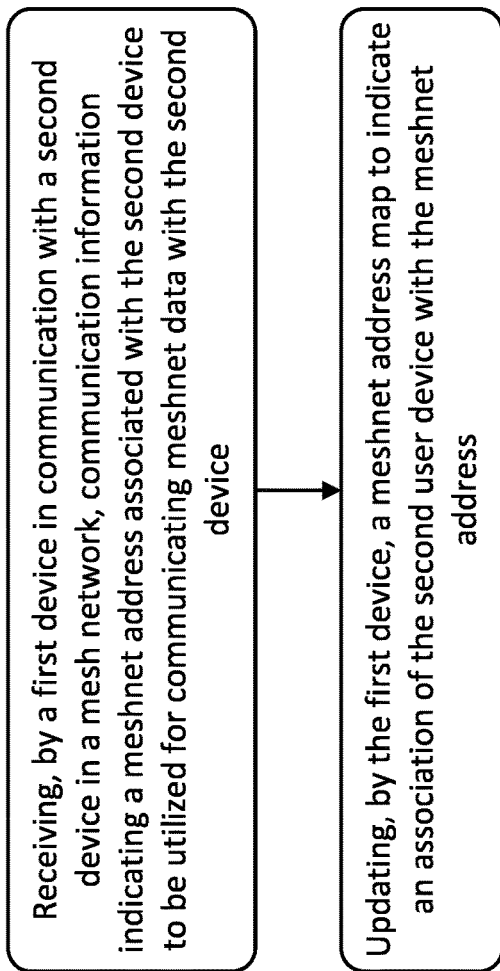 Receiving, by a first device in communication with a second
device in a mesh network, communication information
indicating a meshnet address associated with the second device
to be utilized for communicating meshnet data with the second
device
Updating, by the first device, a meshnet address map to indicate
an association of the second user device with the meshnet
address